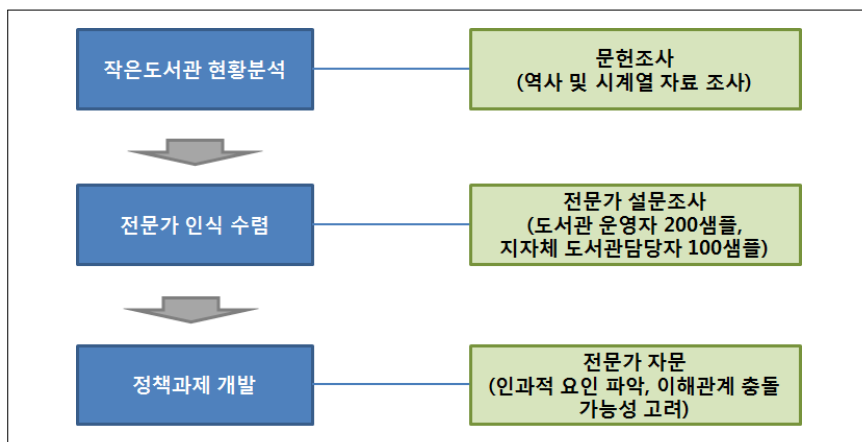 작은도서관 현황분석
문헌조사
(역사 및 시계열 자료 조사)
전문가 인식 수렴
전문가 설문조사
(도서관 운영자 200샘플,
지자체 도서관담당자 100샘플)
정책과제 개발
전문가 자문
(인과적 요인 파악, 이해관계 충돌
가능성 고려)